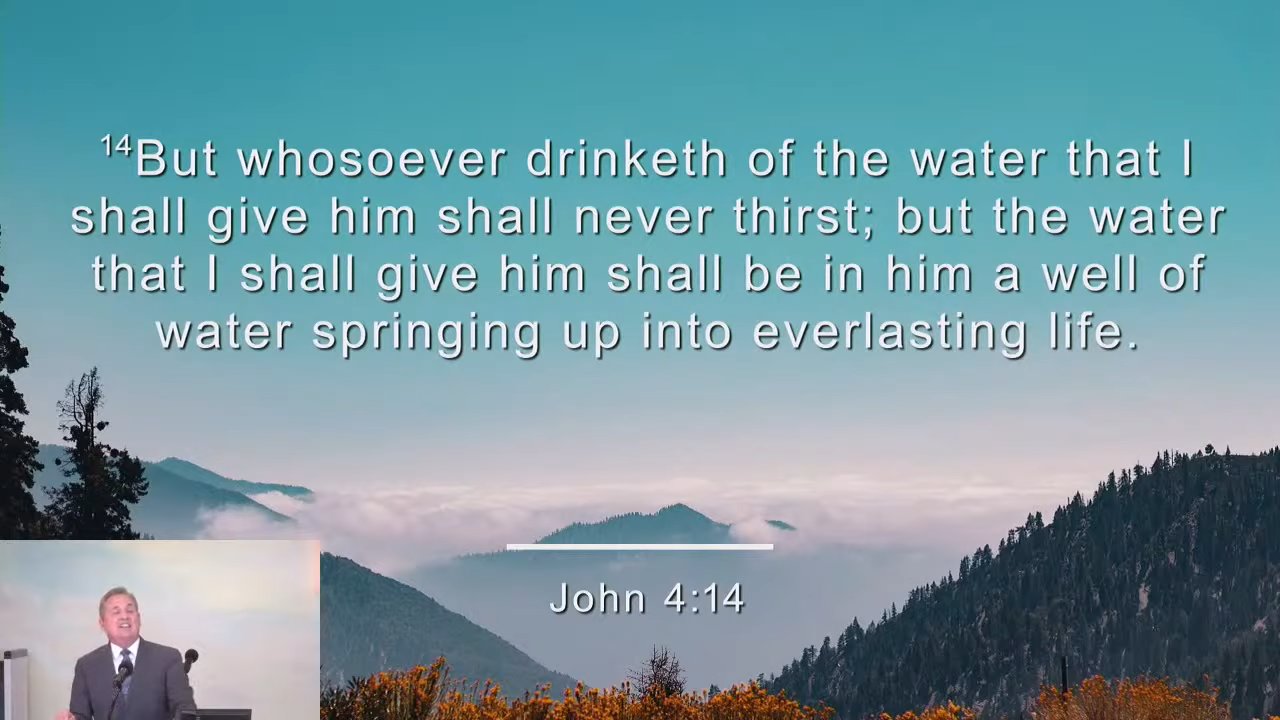 14But whosoever drinketh of the water that I
shall give him shall never thirst; but the water
that I shall give him shall be in him a well of
water springing up into everlasting life.
John 4:14